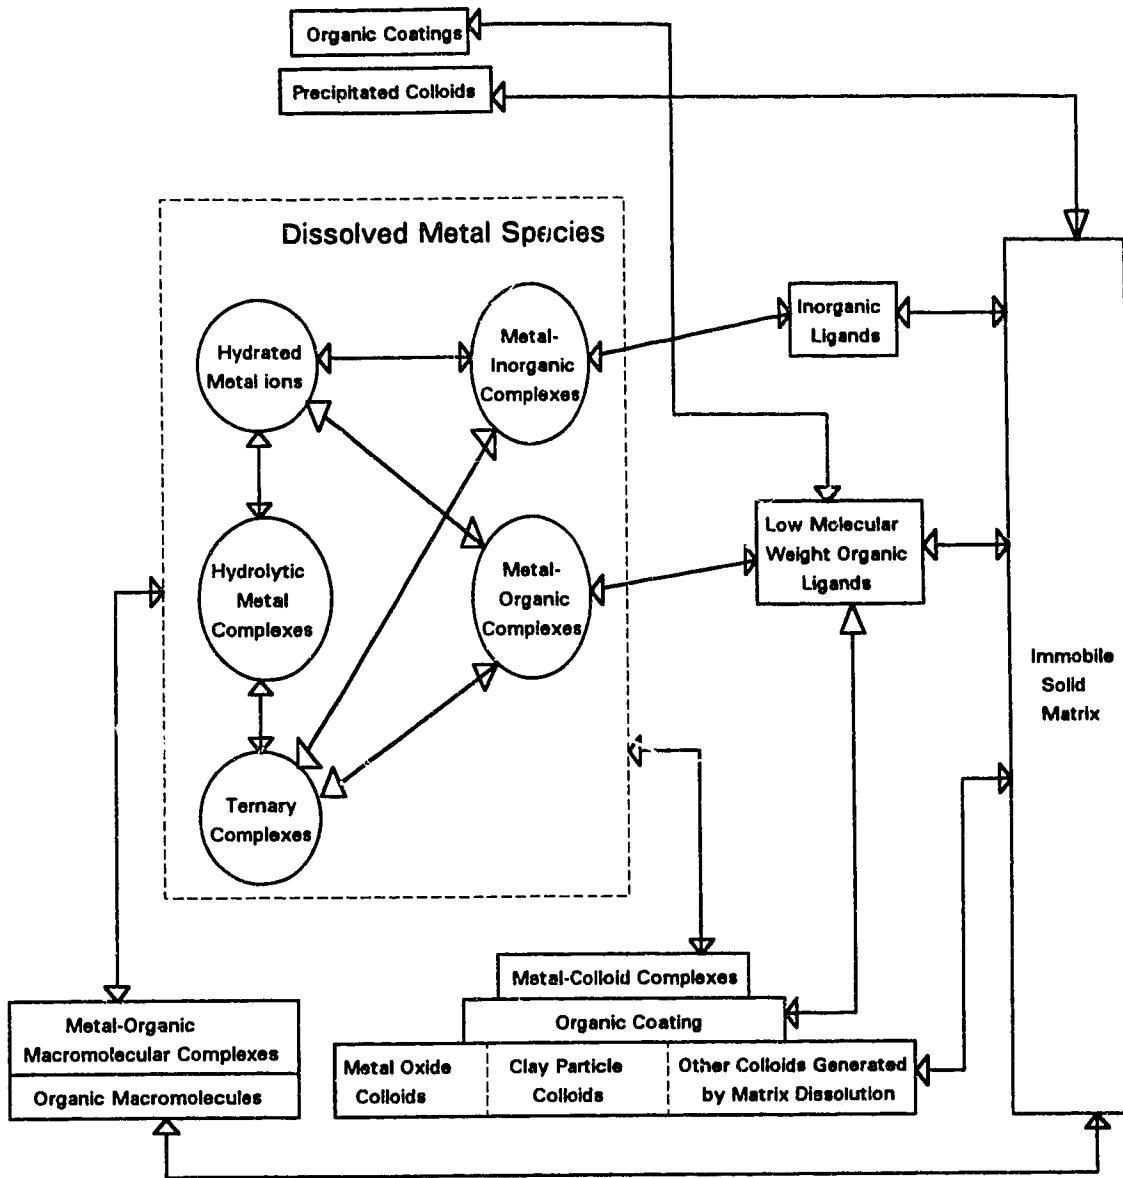 Organic Coatings
Precipitated Colloids
Dissolved Metal Species
Hydrated
Metal ions
Metal-
Inorganic
Complexes
Inorganic
Ligands
Hydrolytic
Metal
Complexes
Metal-
Organic
Complexes
Low Molecular
Weight Organic
Ligands
Immobile
Solid
Matrix
Ternary
Complexes
Metal-Colloid Complexes
Organic Coating
Metal Oxide
Colloids
Clay Particle
Colloids
Other Colloids Generated
by Matrix Dissolution
Metal-Organic
Macromolecular Complexes
Organic Macromolecules